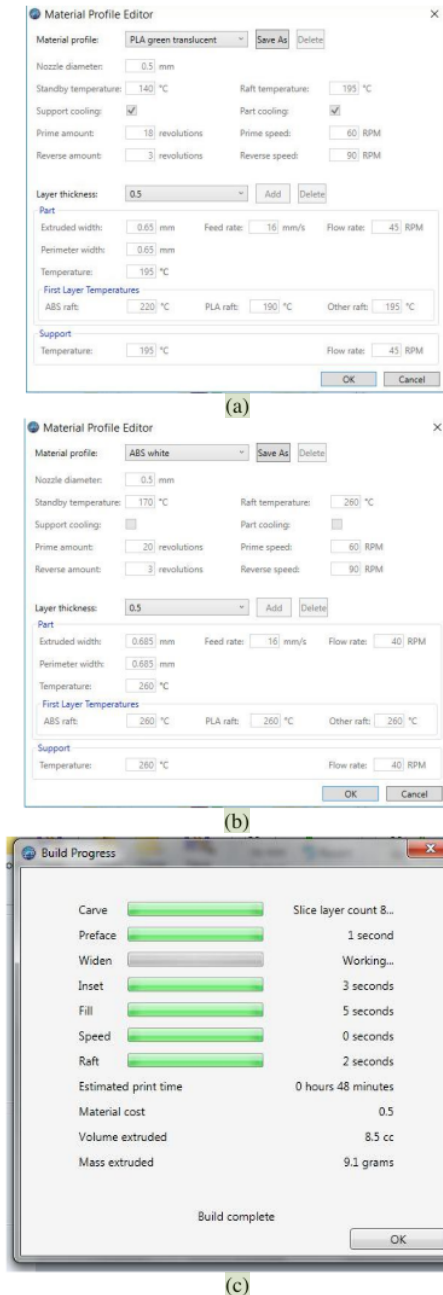 Material Profile Editor
Material profile: PLA green translucent Save As Delete
Nozzle diameter: 0.5 mm
Standby temperature: 140 °C Raft temperature: 195 °C
Support cooling: Part cooling:
Prime amount: 18 revolutions Prime speed: 60 RPM
Reverse amount: 3 revolutions Reverse speed: 90 RPM
Layer thickness: 0.5 Add Delete
Part
Extruded width: 0.65 mm Feed rate: 16 mm/s Flow rate: 45 RPM
Perimeter width: 0.65 mm
Temperature: 195 °C
First Layer Temperatures
ABS raft: 220 °C PLA raft: 190 °C Other raft: 195 °C
Support
Temperature: 195 °C Flow rate: 45 RPM
OK Cancel
(a)
Material Profile Editor
Material profile: ABS white Save As Delete
Nozzle diameter: 0.5 mm
Standby temperature: 170 °C Raft temperature: 260 °C
Support cooling: Part cooling:
Prime amount: 20 revolutions Prime speed: 60 RPM
Reverse amount: 3 revolutions Reverse speed: 90 RPM
Layer thickness: 0.5 Add Delete
Part
Extruded width: 0.685 mm Feed rate: 16 mm/s Flow rate: 40 RPM
Perimeter width: 0.685 mm
Temperature: 260 °C
First Layer Temperatures
ABS raft: 260 °C PLA raft: 260 °C Other raft: 260 °C
Support
Temperature: 260 °C Flow rate: 40 RPM
OK Cancel
(b)
Build Progress
Carve Slice layer count 8...
Preface 1 second
Widen Working...
Inset 3 seconds
Fill 5 seconds
Speed 0 seconds
Raft 2 seconds
Estimated print time 0 hours 48 minutes
Material cost 0.5
Volume extruded 8.5 cc
Mass extruded 9.1 grams
Build complete
OK
(c)